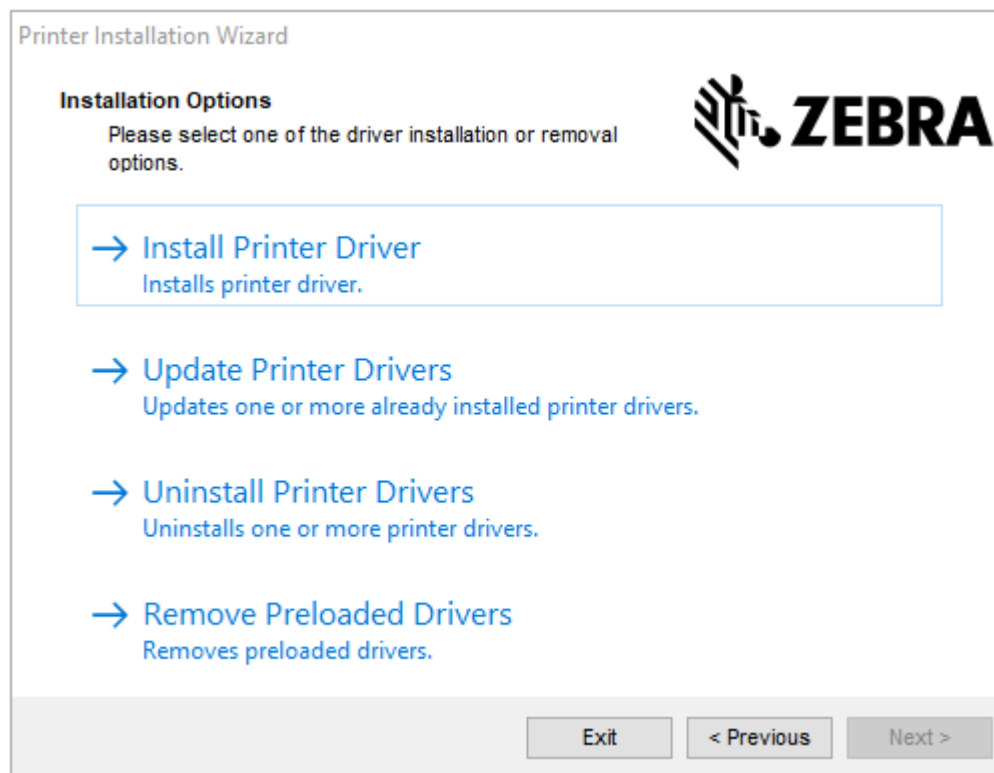 Printer Installation Wizard
Installation Options
Please select one of the driver installation or removal
options.
ZEBRA
Install Printer Driver
Installs printer driver.
Update Printer Drivers
Updates one or more already installed printer drivers.
Uninstall Printer Drivers
Uninstalls one or more printer drivers.
Remove Preloaded Drivers
Removes preloaded drivers.
Exit
< Previous
Next >